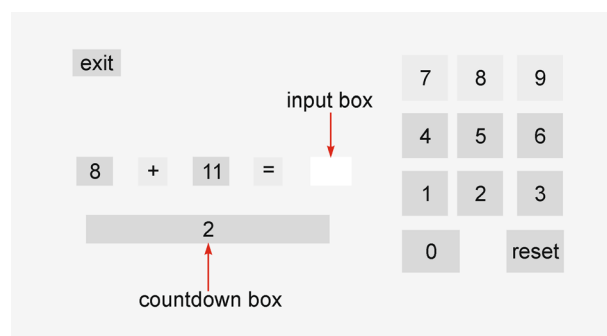 exit
input box
8 + 11 =
2
countdown box
7 8 9
4 5 6
1 2 3
0 reset